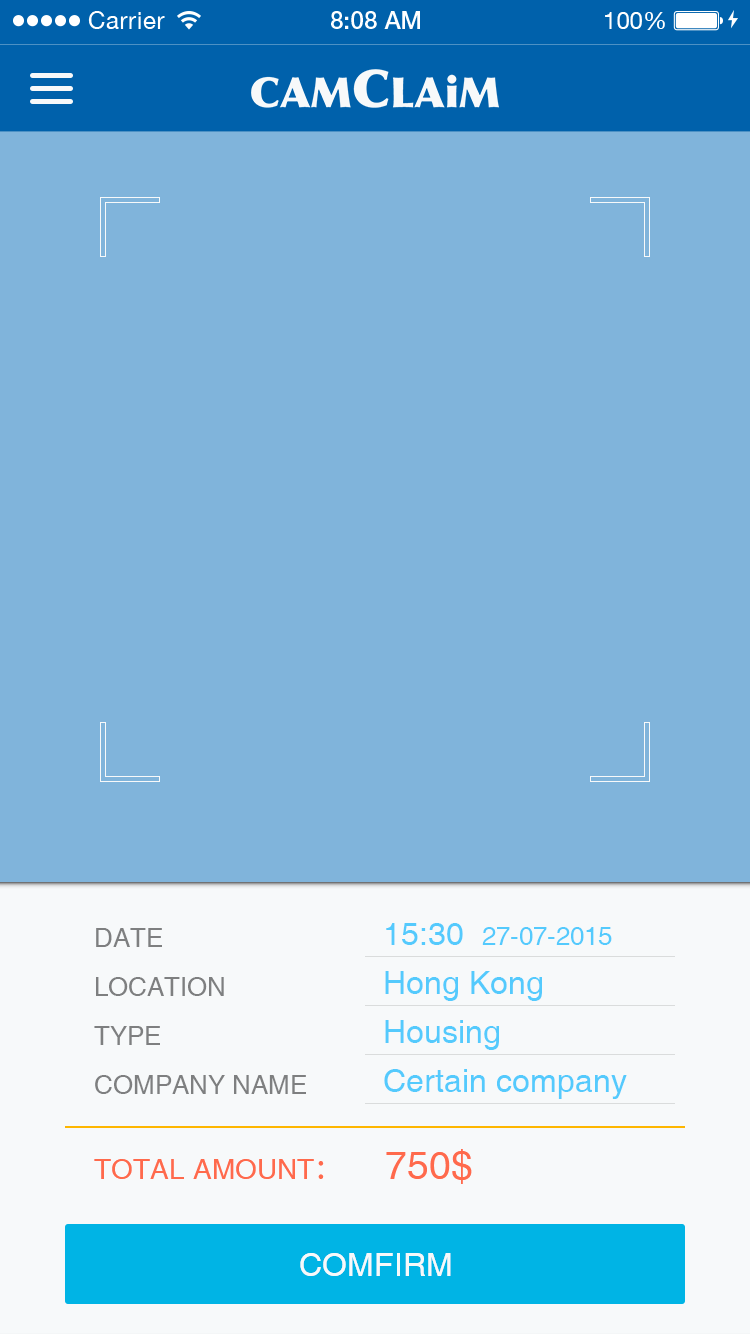 Carrier 8:08 AM 100%
CAMCLAiM
DATE 15:30 27-07-2015
LOCATION Hong Kong
TYPE Housing
COMPANY NAME Certain company
TOTAL AMOUNT: 750$
COMFIRM